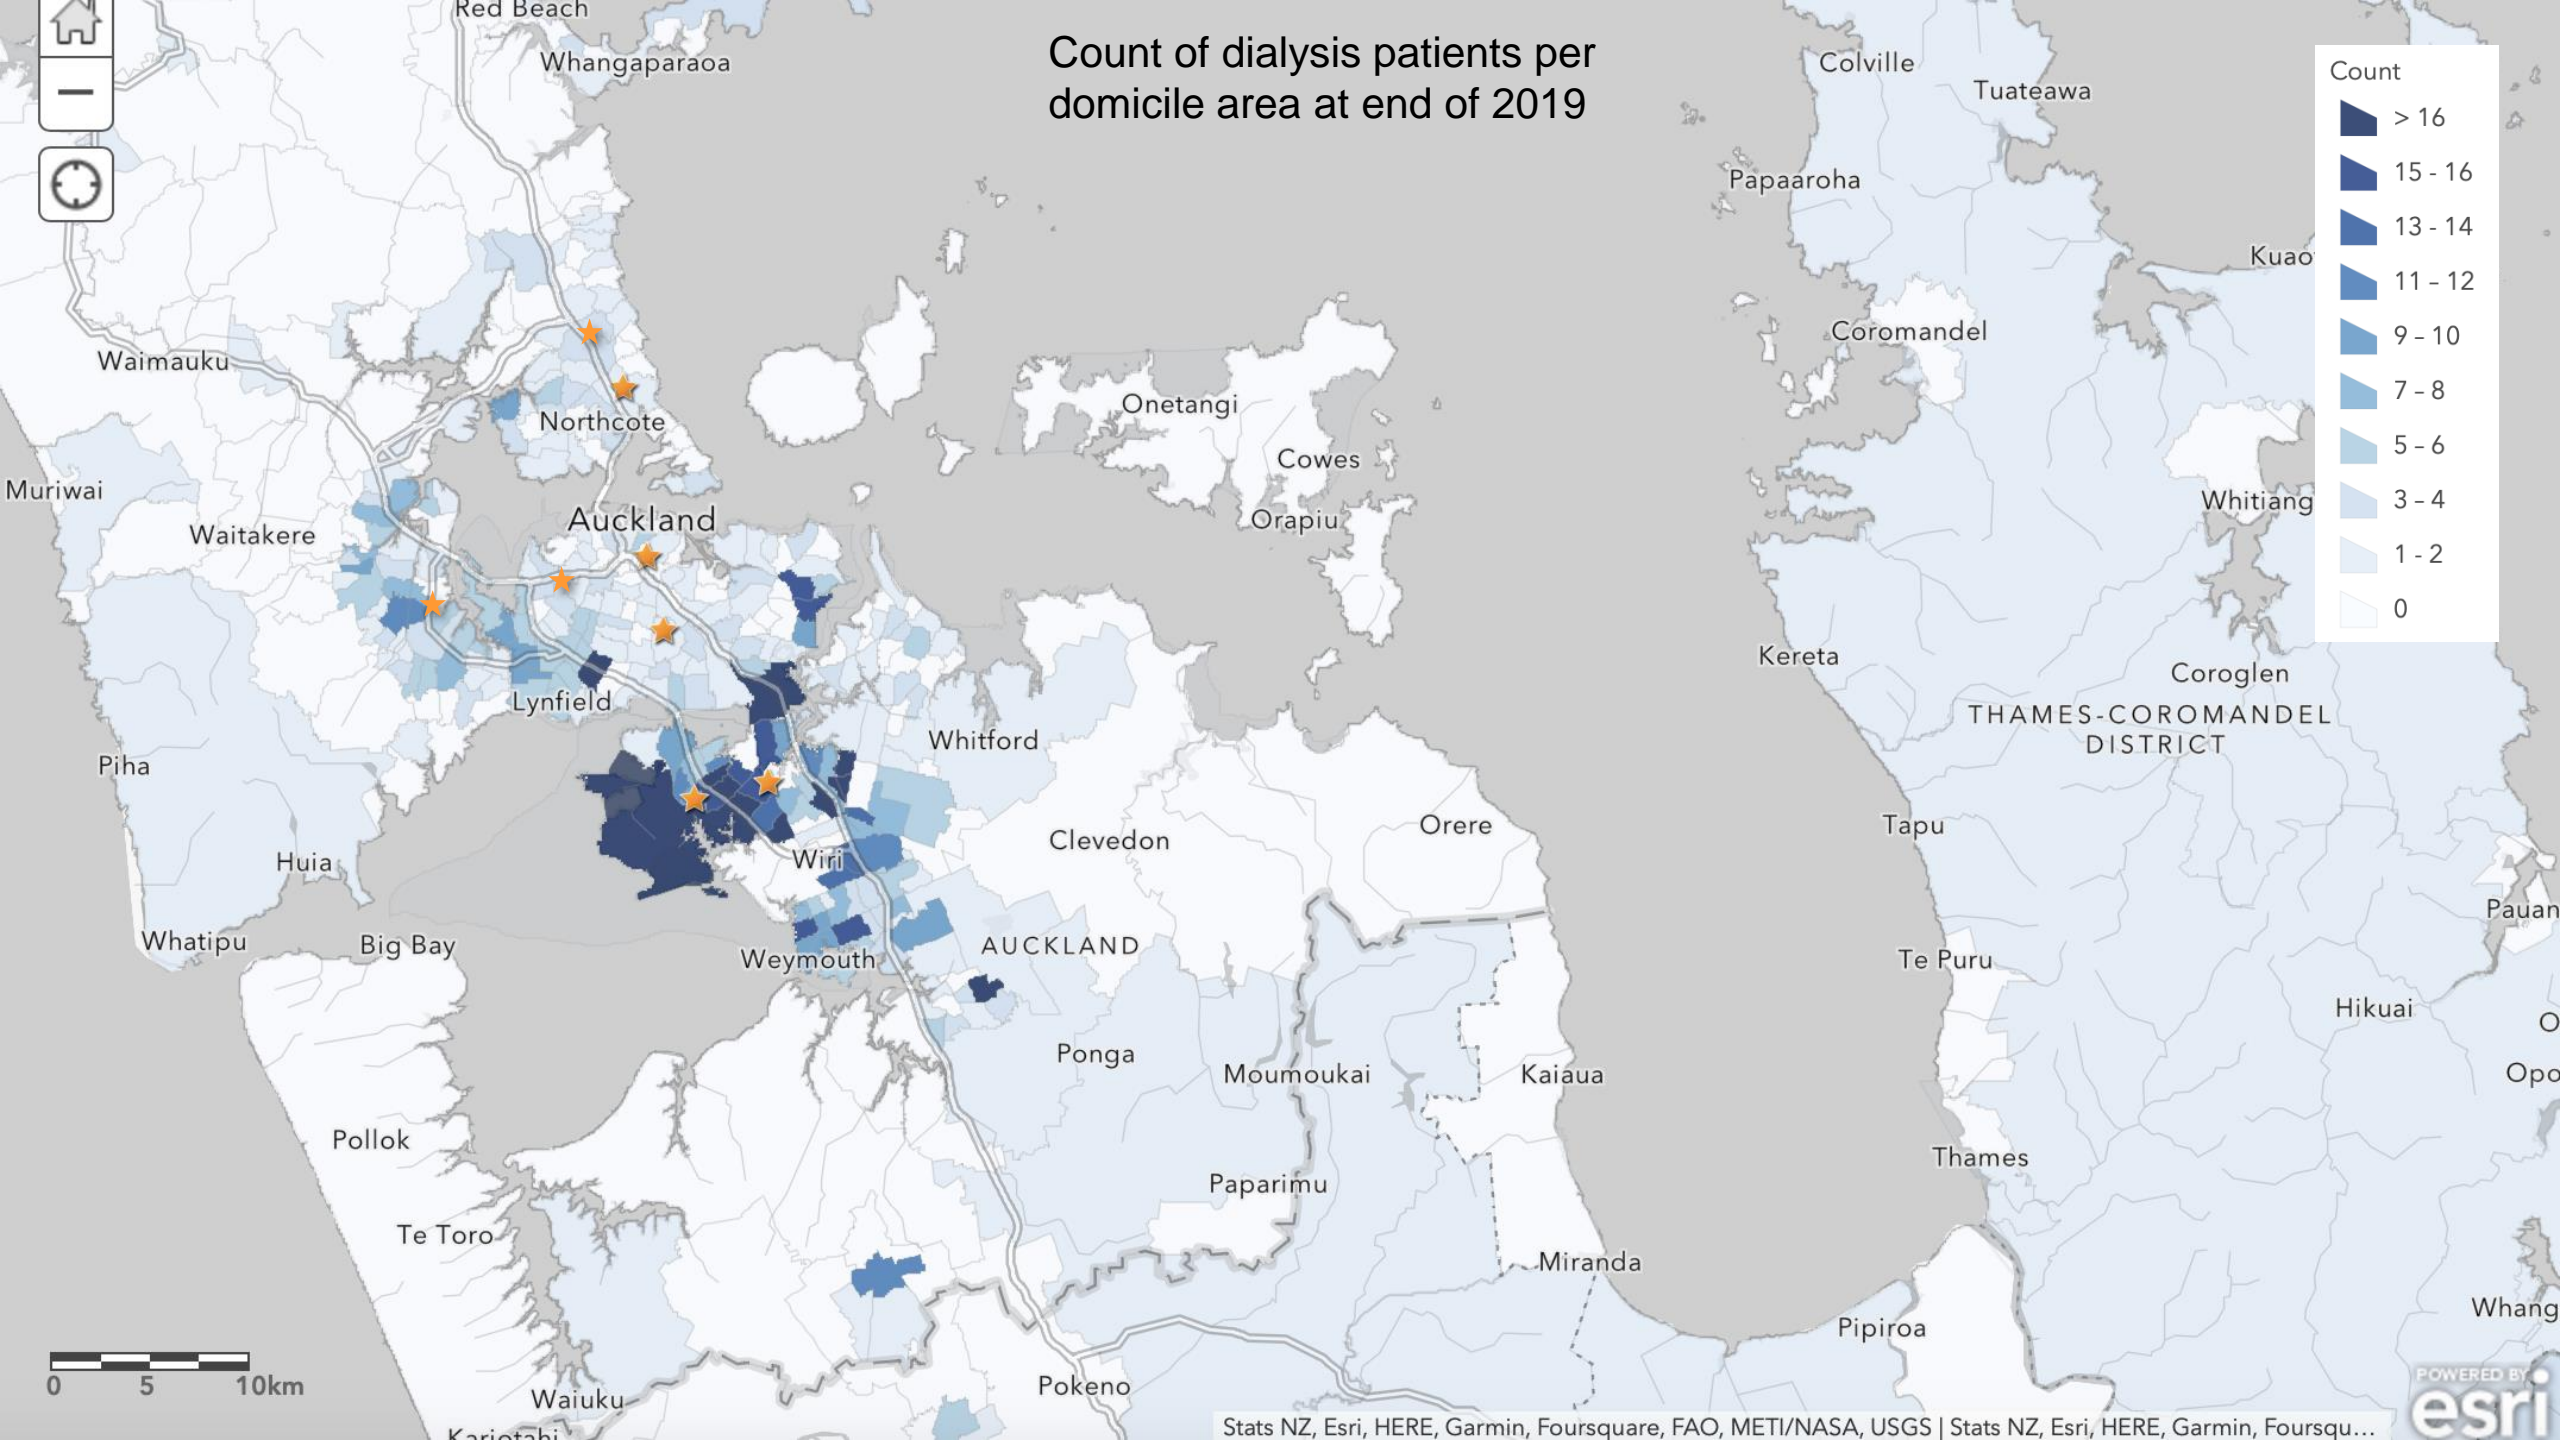 Red Beach
Whangaparaoa
Count of dialysis patients per
domicile area at end of 2019
Colville
Tuateawa
Papaaroha
Kuao
Coromandel
Waimauku
Northcote
Onetangi
Cowes
Orapiu
Muriwai
Waitakere
Auckland
Whitiang
Kereta
Coroglen
THAMES-COROMANDEL
DISTRICT
Lynfield
Whitford
Piha
Tapu
Huia
Wiri
Clevedon
Orere
Whatipu
Big Bay
Weymouth
AUCKLAND
Pauan
Te Puru
Hikuai
O
Opo
Ponga
Moumoukai
Kaiaua
Pollok
Thames
Paparimu
Te Toro
Miranda
Whang
Pipiroa
Waiuku
Pokeno
Kariotahi
Count
> 16
15 - 16
13 - 14
11 - 12
9 - 10
7 - 8
5 - 6
3 - 4
1 - 2
0
0 5 10km
POWERED BY
esri
Stats NZ, Esri, HERE, Garmin, Foursquare, FAO, METI/NASA, USGS | Stats NZ, Esri, HERE, Garmin, Foursqu...